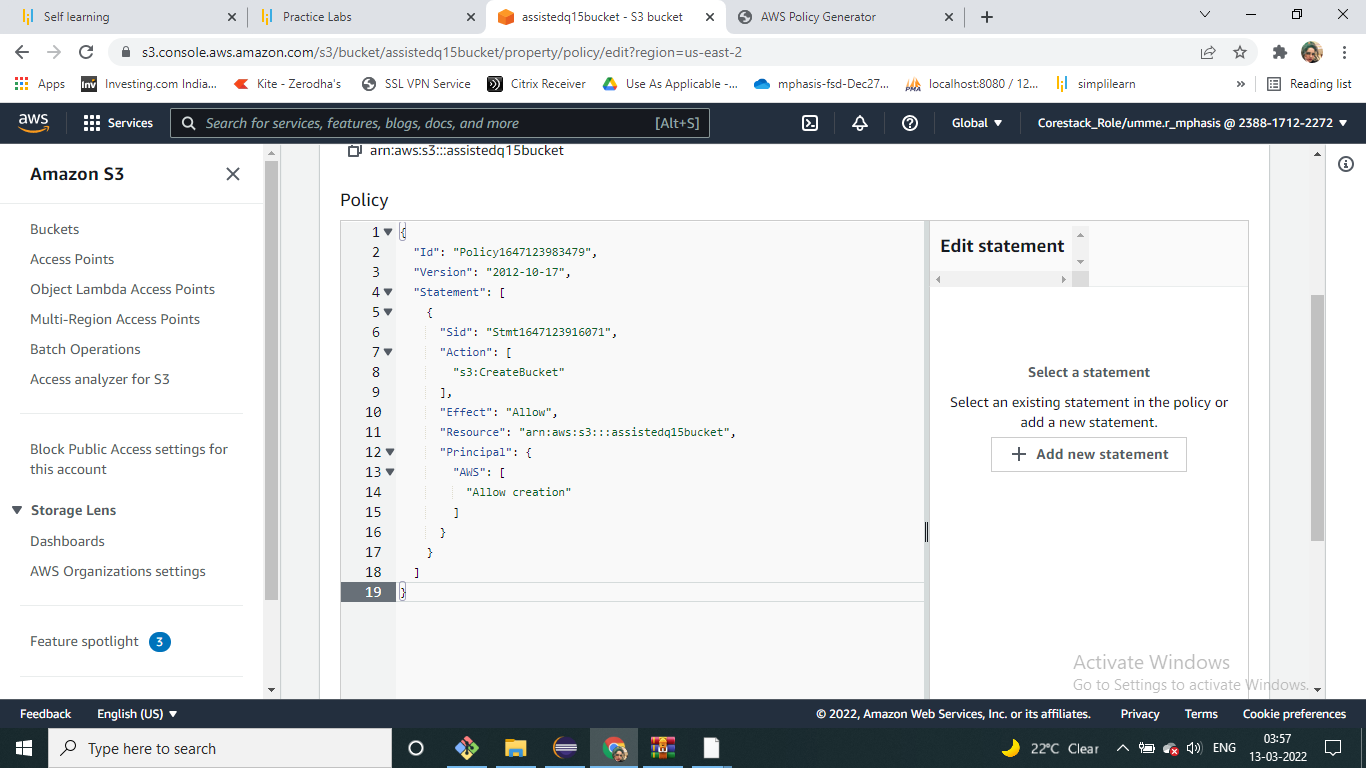 Self learning
Practice Labs
assistedq15bucket - S3 bucket
AWS Policy Generator
s3.console.aws.amazon.com/s3/bucket/assistedq15bucket/property/policy/edit?region=us-east-2
Apps
inv
Investing.com India...
Kite - Zerodha's
SSL VPN Service
Citrix Receiver
Use As Applicable -...
mphasis-fsd-Dec27...
localhost:8080 / 12...
simplilearn
»
Reading list
aws
Services
Search for services, features, blogs, docs, and more
[Alt+S]
Global
Corestack_Role/umme.r_mphasis @ 2388-1712-2272
Amazon S3
Buckets
Access Points
Object Lambda Access Points
Multi-Region Access Points
Batch Operations
Access analyzer for S3
Block Public Access settings for
this account
Storage Lens
Dashboards
AWS Organizations settings
Feature spotlight 3
arn:aws:s3:::assistedq15bucket
Policy
1 {
2 "Id": "Policy1647123983479",
3 "Version": "2012-10-17",
4 "Statement": [
5 {
6 "Sid": "Stmt1647123916071",
7 "Action": [
8 "s3:CreateBucket"
9 ],
10 "Effect": "Allow",
11 "Resource": "arn:aws:s3:::assistedq15bucket",
12 "Principal": {
13 "AWS": [
14 "Allow creation"
15 ]
16 }
17 }
18 ]
19 }
Edit statement
Select a statement
Select an existing statement in the policy or
add a new statement.
Add new statement
Activate Windows
Go to Settings to activate Windows.
Feedback
English (US)
© 2022, Amazon Web Services, Inc. or its affiliates.
Privacy
Terms
Cookie preferences
Type here to search
22°C Clear
ENG
03:57
13-03-2022